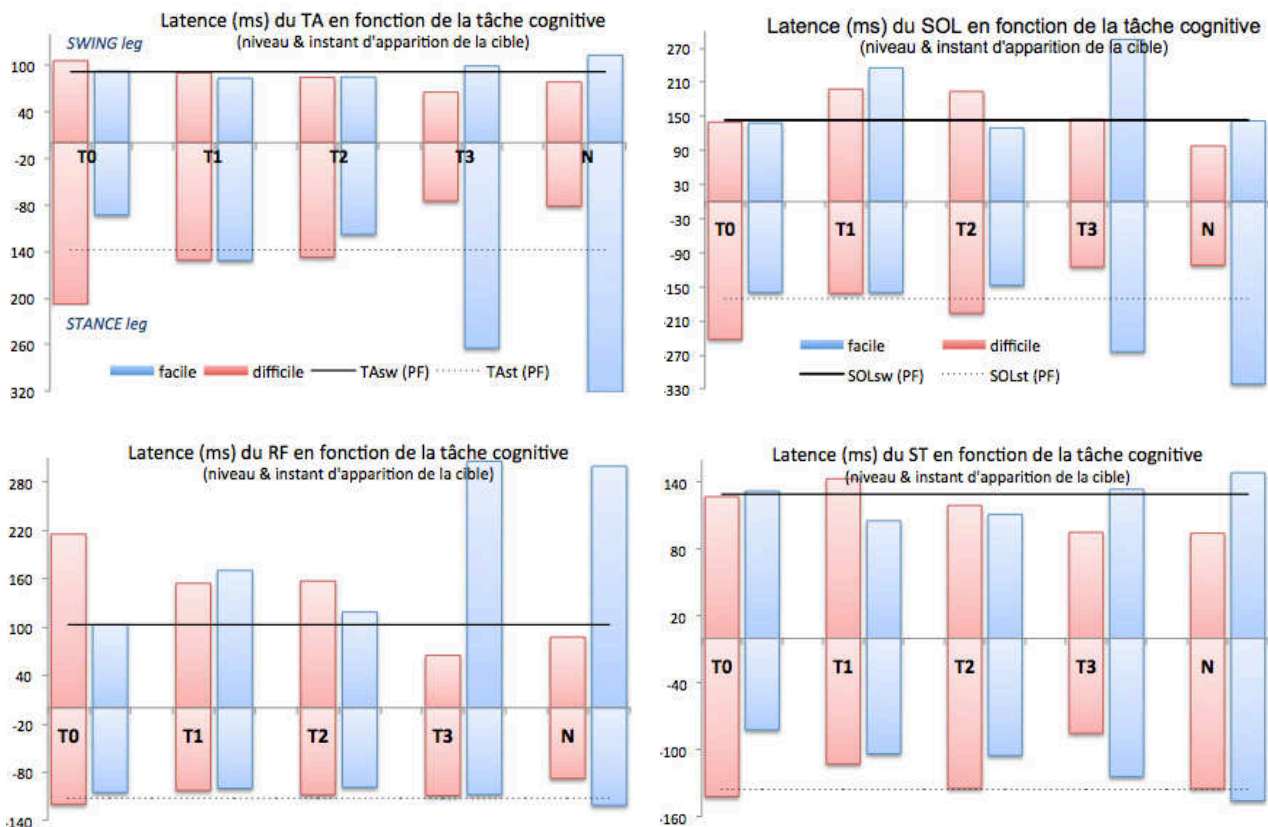 Latence (ms) du TA en fonction de la tâche cognitive
(niveau & instant d'apparition de la cible)
SWING leg
100
40
-20
-80
140
200
260
320
T0
T1
T2
T3
N
STANCE leg
facile
difficile
TAsw (PF)
TAst (PF)
Latence (ms) du SOL en fonction de la tâche cognitive
(niveau & instant d'apparition de la cible)
270
210
150
90
30
-30
-90
-150
-210
-270
-330
T0
T1
T2
T3
N
facile
difficile
SOLsw (PF)
SOLst (PF)
Latence (ms) du RF en fonction de la tâche cognitive
(niveau & instant d'apparition de la cible)
280
220
160
100
40
-20
-80
-140
T0
T1
T2
T3
N
Latence (ms) du ST en fonction de la tâche cognitive
(niveau & instant d'apparition de la cible)
140
80
20
-40
-100
-160
T0
T1
T2
T3
N